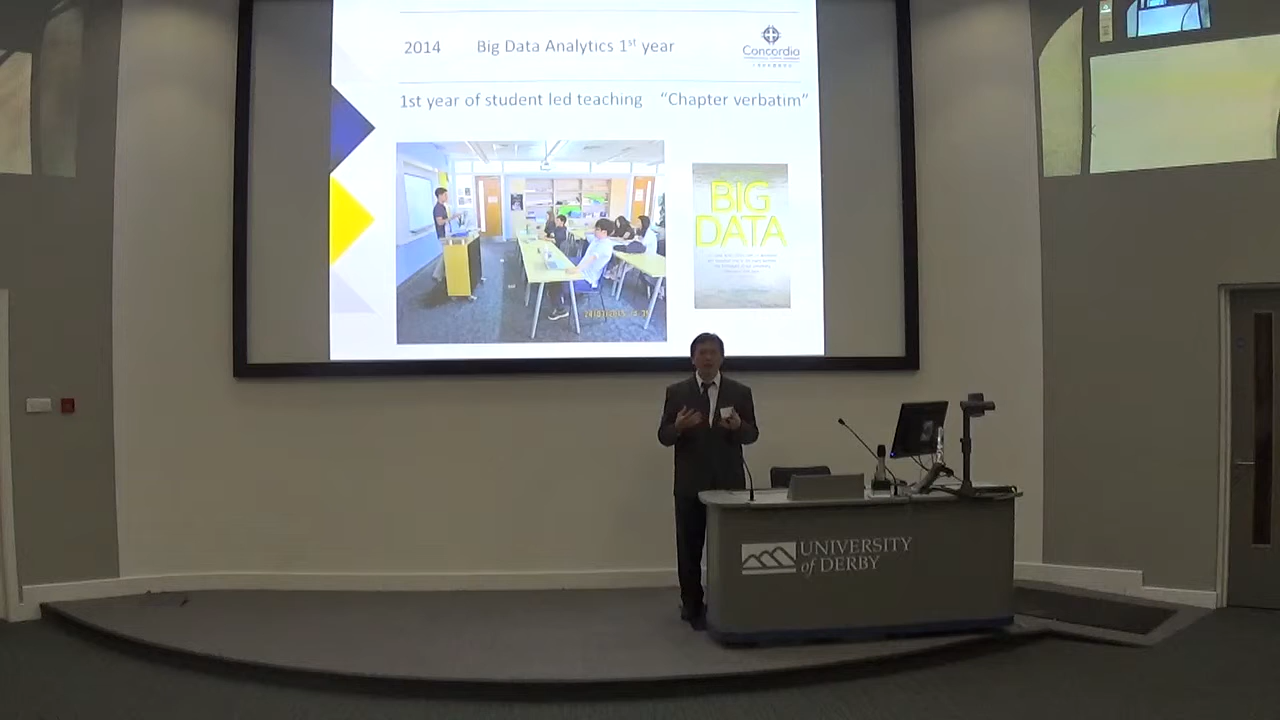 2014 Big Data Analytics 1st year
Concordia
1st year of student led teaching “Chapter verbatim”
BIG
DATA
UNIVERSITY
of DERBY